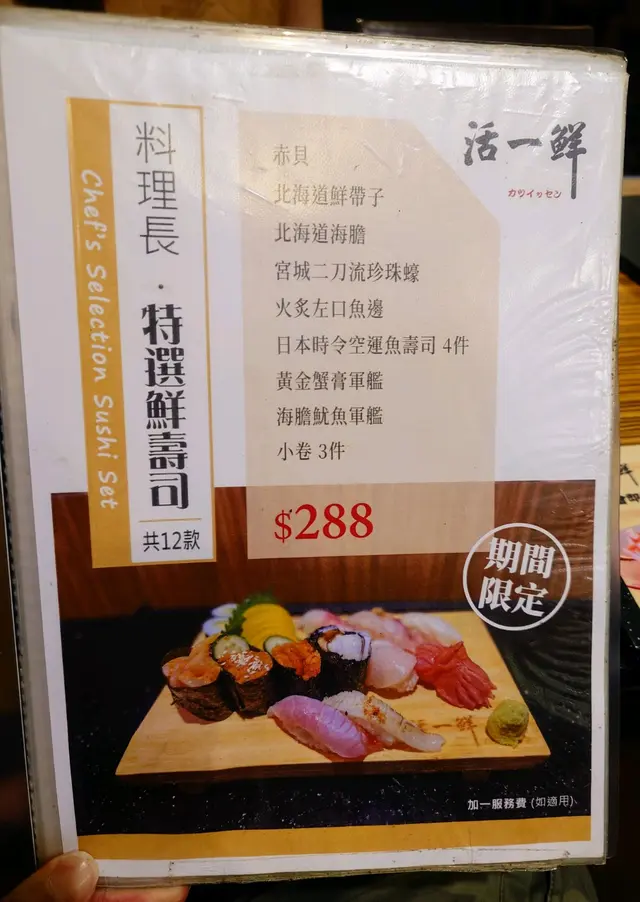 活一鮮
カツイッセン
料理長・特選鮮壽司
共12款
Chef's Selection Sushi Set
赤貝
北海道鮮帶子
北海道海膽
宮城二刀流珍珠蠔
火炙左口魚邊
日本時令空運魚壽司 4件
黃金蟹膏軍艦
海膽魷魚軍艦
小卷 3件
$288
期間
限定
活一鮮
加一服務費 (如適用)